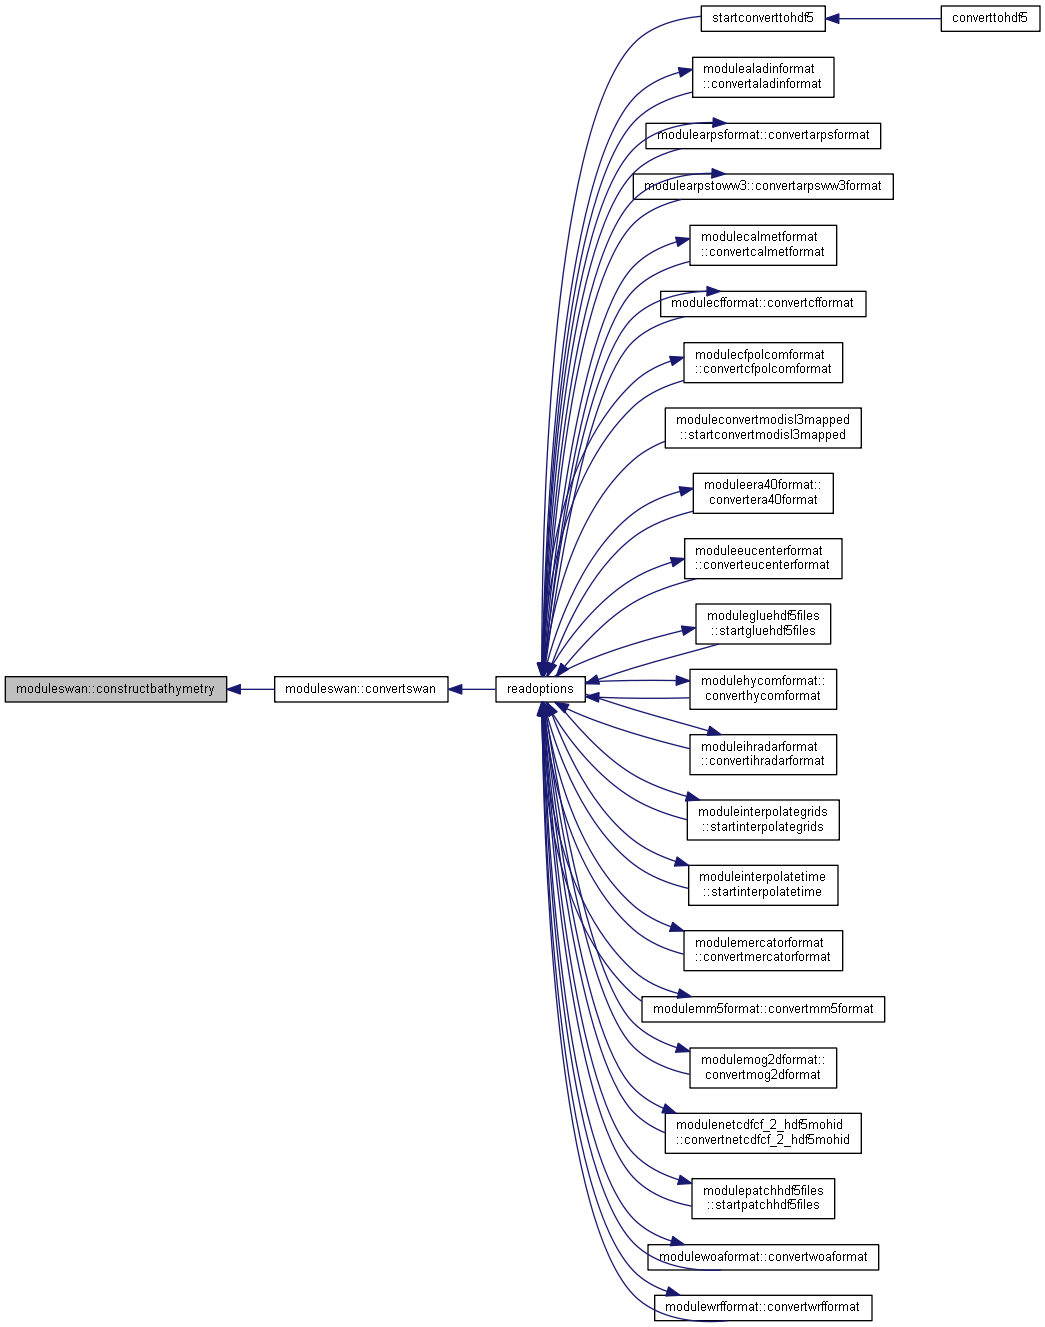 startconverttohdf5
converttohdf5
modulealadinformat
::convertaladinformat
modulearpsformat::convertarpsformat
modulearpstoww3::convertarpsww3format
modulecalmetformat
::convertcalmetformat
modulecfformat::convertcfformat
modulecfpolcomformat
::convertcfpolcomformat
moduleconvertmodisl3mapped
::startconvertmodisl3mapped
moduleera40format::
convertera40format
moduleeucenterformat
::converteucenterformat
modulegluehdf5files
::startgluehdf5files
moduleswan::constructbathymetry
moduleswan::convertswan
readoptions
modulehycomformat::
converthycomformat
moduleihradarformat
::convertihradarformat
moduleinterpolategrids
::startinterpolategrids
moduleinterpolatetime
::startinterpolatetime
modulemercatorformat
::convertmercatorformat
modulemm5format::convertmm5format
modulemog2dformat::
convertmog2dformat
modulenetcdfcf_2_hdf5mohid
::convertnetcdfcf_2_hdf5mohid
modulepatchhdf5files
::startpatchhdf5files
modulewoaformat::convertwoaformat
modulewrfformat::convertwrfformat